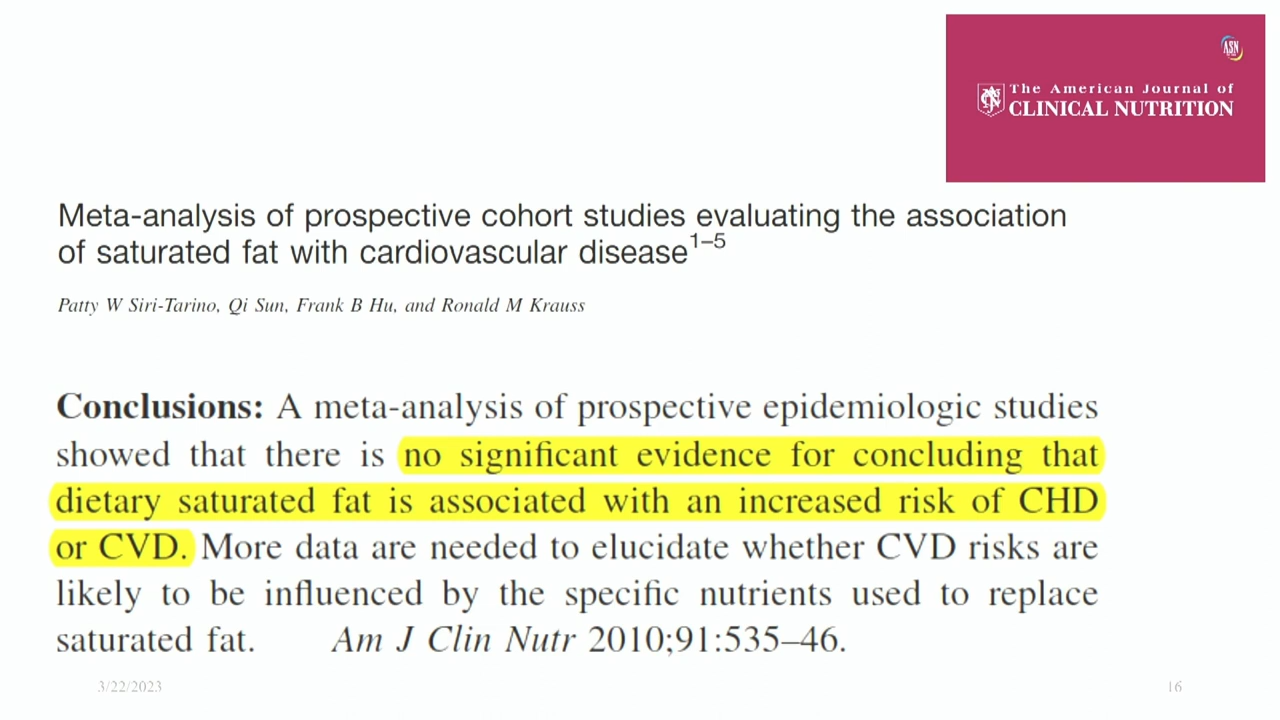 ASN
The American Journal of
CLINICAL NUTRITION
Meta-analysis of prospective cohort studies evaluating the association
of saturated fat with cardiovascular disease1–5
Patty W Siri-Tarino, Qi Sun, Frank B Hu, and Ronald M Krauss
Conclusions: A meta-analysis of prospective epidemiologic studies
showed that there is no significant evidence for concluding that
dietary saturated fat is associated with an increased risk of CHD
or CVD. More data are needed to elucidate whether CVD risks are
likely to be influenced by the specific nutrients used to replace
saturated fat. Am J Clin Nutr 2010;91:535–46.
3/22/2023
16